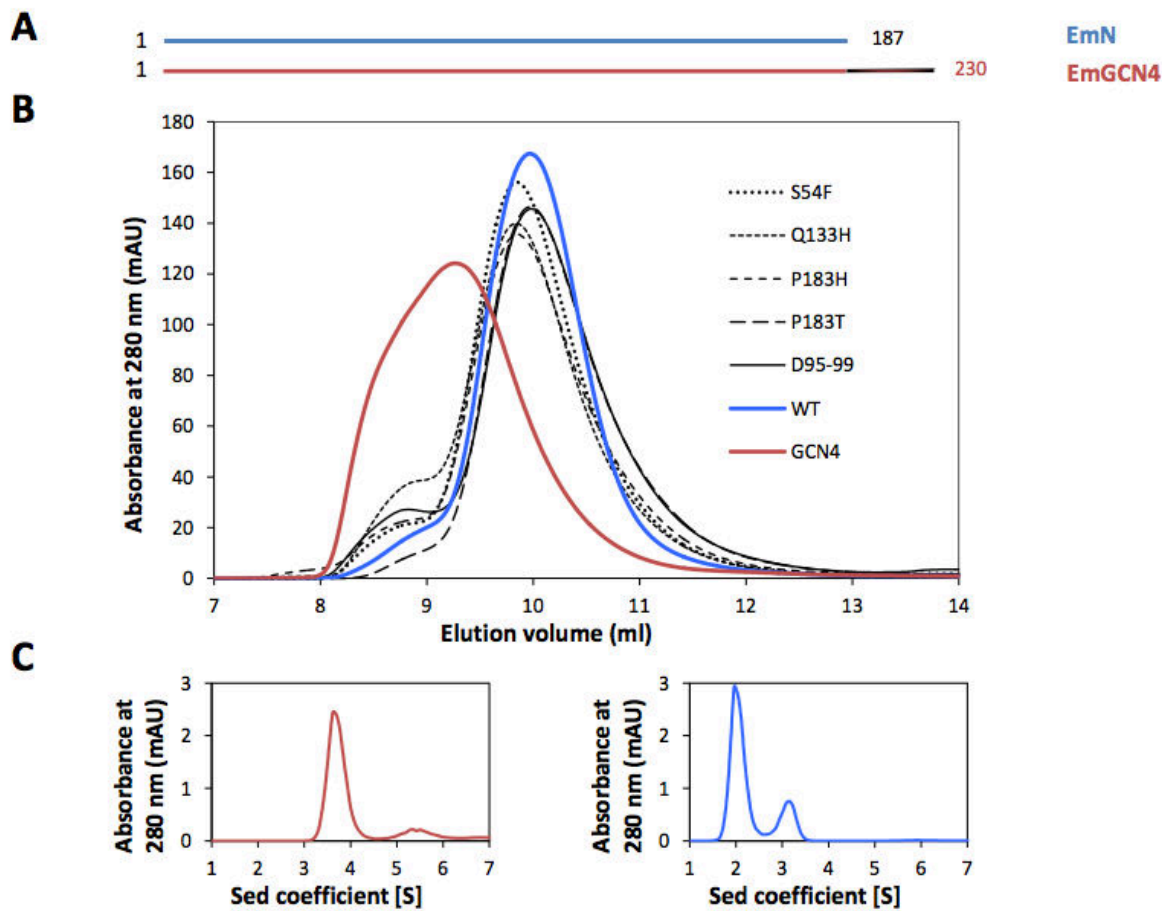 A
1 187 EmN
1 230 EmGCN4
B
Absorbance at 280 nm (mAU)
180
160
140
120
100
80
60
40
20
0
S54F
Q133H
P183H
P183T
D95-99
WT
GCN4
7 8 9 10 11 12 13 14
Elution volume (ml)
C
Absorbance at
280 nm (mAU)
3
2
1
0
1 2 3 4 5 6 7
Sed coefficient [S]
Absorbance at
280 nm (mAU)
3
2
1
0
1 2 3 4 5 6 7
Sed coefficient [S]